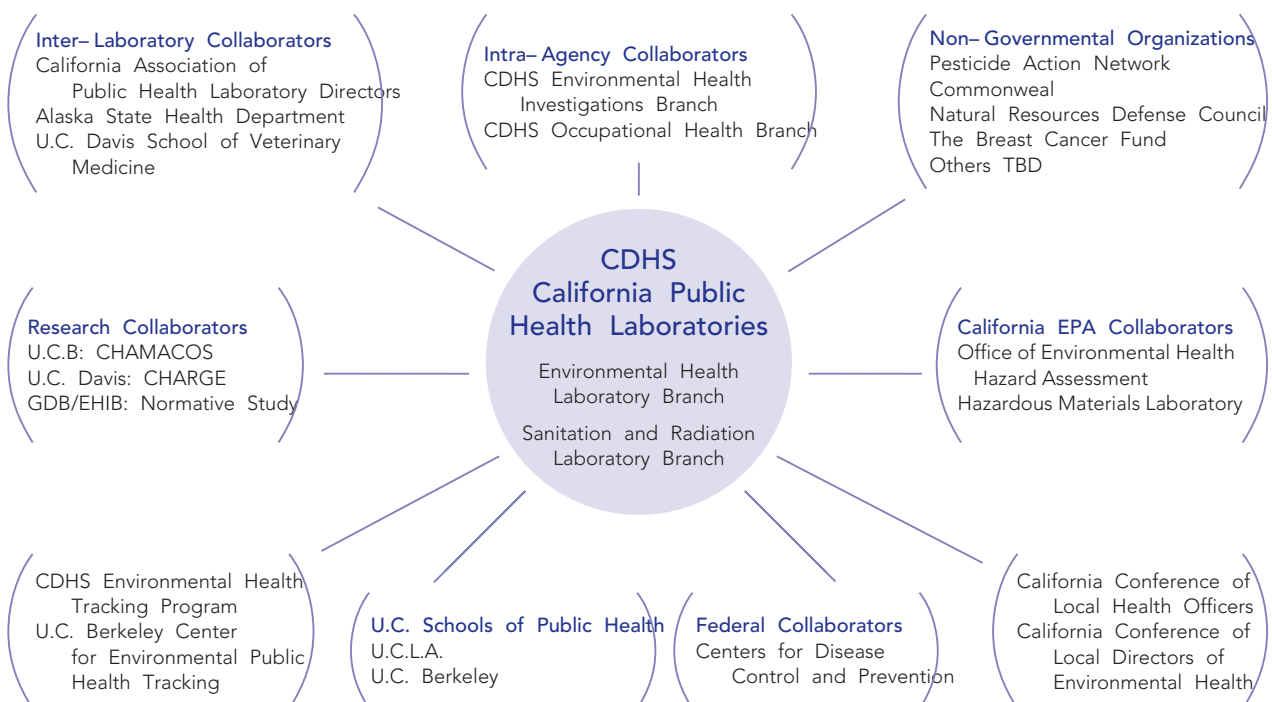 Inter– Laboratory Collaborators
California Association of
Public Health Laboratory Directors
Alaska State Health Department
U.C. Davis School of Veterinary
Medicine
Intra– Agency Collaborators
CDHS Environmental Health
Investigations Branch
CDHS Occupational Health Branch
Non– Governmental Organizations
Pesticide Action Network
Commonweal
Natural Resources Defense Council
The Breast Cancer Fund
Others TBD
CDHS
California Public
Health Laboratories
Environmental Health
Laboratory Branch
Sanitation and Radiation
Laboratory Branch
Research Collaborators
U.C.B: CHAMACOS
U.C. Davis: CHARGE
GDB/EHIB: Normative Study
California EPA Collaborators
Office of Environmental Health
Hazard Assessment
Hazardous Materials Laboratory
CDHS Environmental Health
Tracking Program
U.C. Berkeley Center
for Environmental Public
Health Tracking
U.C. Schools of Public Health
U.C.L.A.
U.C. Berkeley
Federal Collaborators
Centers for Disease
Control and Prevention
California Conference of
Local Health Officers
California Conference of
Local Directors of
Environmental Health